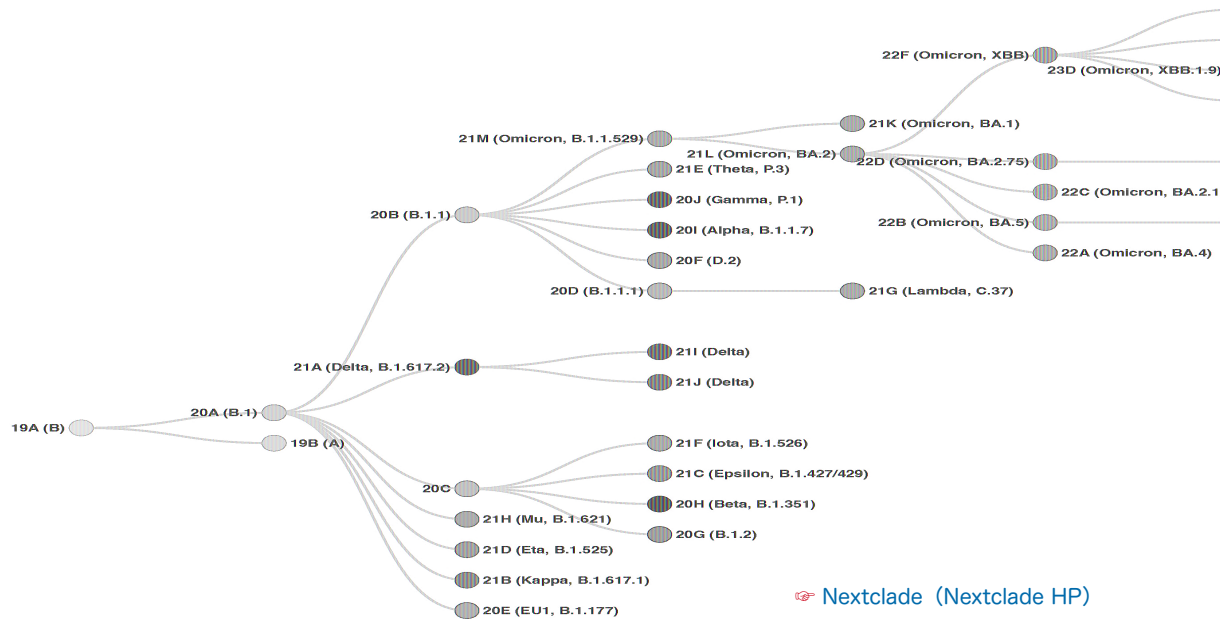 22F (Omicron, XBB)
23D (Omicron, XBB.1.9)
21K (Omicron, BA.1)
21M (Omicron, B.1.1.529)
21L (Omicron, BA.2)
22D (Omicron, BA.2.75)
21E (Theta, P.3)
22C (Omicron, BA.2.1
20J (Gamma, P.1)
20B (B.1.1)
22B (Omicron, BA.5)
20I (Alpha, B.1.1.7)
22A (Omicron, BA.4)
20F (D.2)
20D (B.1.1.1)
21G (Lambda, C.37)
21I (Delta)
21A (Delta, B.1.617.2)
21J (Delta)
20A (B.1)
19A (B)
19B (A)
21F (Iota, B.1.526)
21C (Epsilon, B.1.427/429)
20C
20H (Beta, B.1.351)
21H (Mu, B.1.621)
20G (B.1.2)
21D (Eta, B.1.525)
21B (Kappa, B.1.617.1)
20E (EU1, B.1.177)
☞ Nextclade（Nextclade HP）